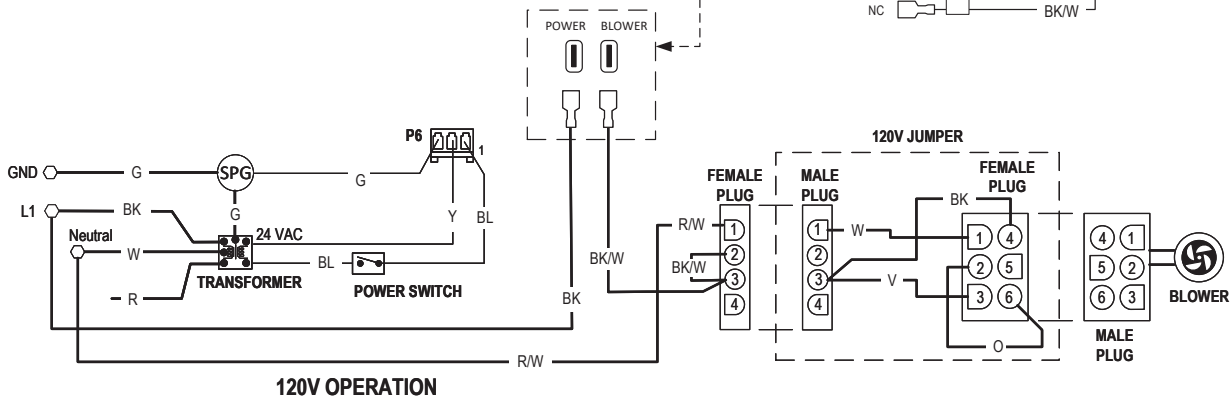 NC
BK/W
POWER BLOWER
P6
1
120V JUMPER
GND
G
SPG
G
FEMALE PLUG
MALE PLUG
FEMALE PLUG
L1
BK
G
24 VAC
Y
BL
R/W
BK
Neutral
W
BL
TRANSFORMER
POWER SWITCH
R
BK/W
BK
BK/W
1
2
3
4
1
2
3
4
W
V
1 4
2 5
3 6
O
4 1
5 2
6 3
BLOWER
MALE PLUG
R/W
120V OPERATION